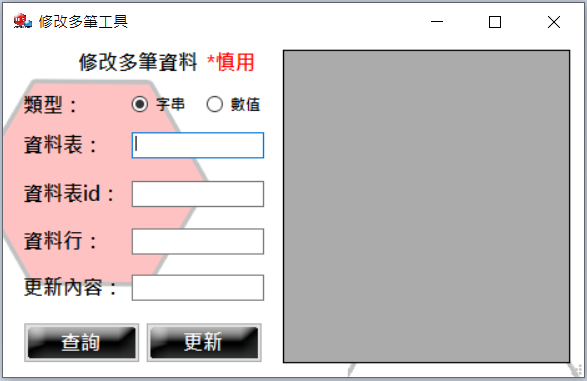 修改多筆工具
修改多筆資料 *慎用
類型： 字串 數值
資料表：
資料表id：
資料行：
更新內容：
查詢 更新